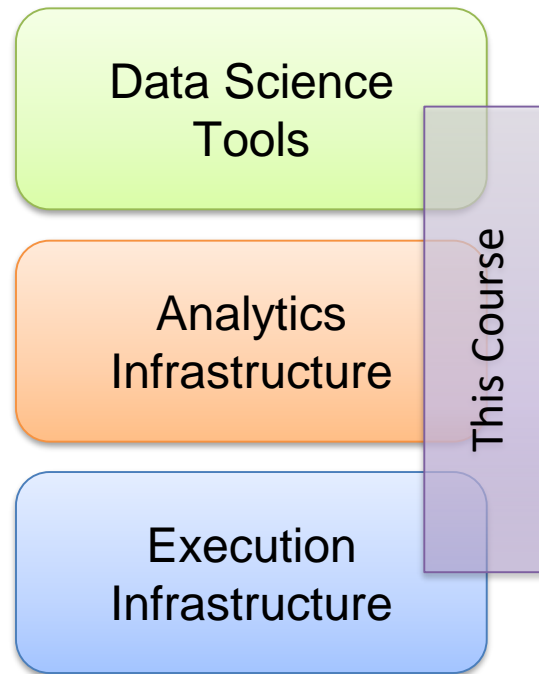 Data Science
Tools
Analytics
Infrastructure
Execution
Infrastructure
This Course